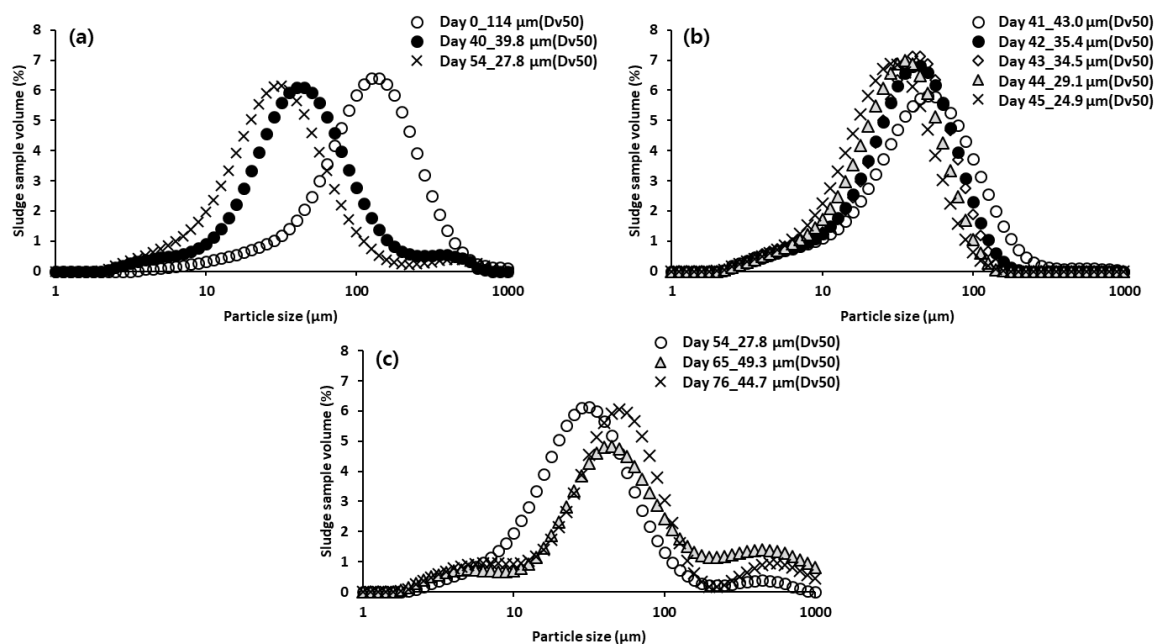 (a)
Day 0_114 µm(Dv50)
Day 40_39.8 µm(Dv50)
Day 54_27.8 µm(Dv50)
Sludge sample volume (%)
8
7
6
5
4
3
2
1
0
1 10 100 1000
Particle size (µm)
(b)
Day 41_43.0 µm(Dv50)
Day 42_35.4 µm(Dv50)
Day 43_34.5 µm(Dv50)
Day 44_29.1 µm(Dv50)
Day 45_24.9 µm(Dv50)
Sludge sample volume (%)
8
7
6
5
4
3
2
1
0
1 10 100 1000
Particle size (µm)
(c)
Day 54_27.8 µm(Dv50)
Day 65_49.3 µm(Dv50)
Day 76_44.7 µm(Dv50)
Sludge sample volume (%)
8
7
6
5
4
3
2
1
0
1 10 100 1000
Particle size (µm)